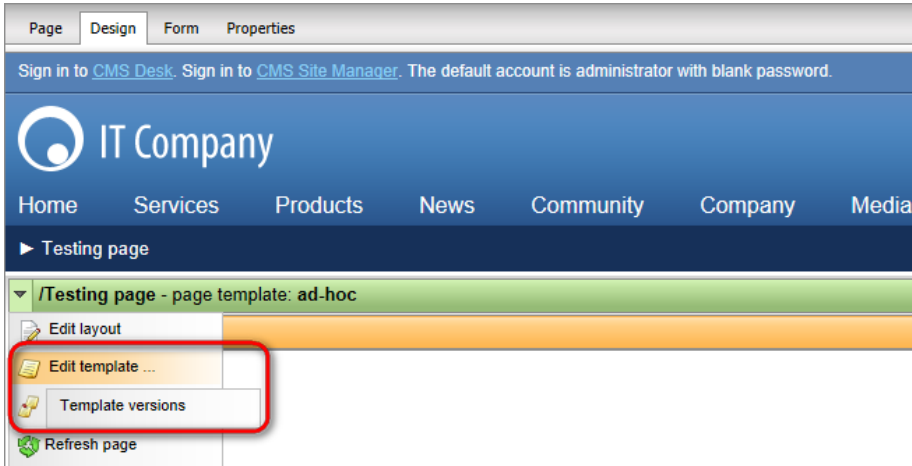 Page Design Form Properties
Sign in to CMS Desk. Sign in to CMS Site Manager. The default account is administrator with blank password.
IT Company
Home Services Products News Community Company Media
► Testing page
/Testing page - page template: ad-hoc
Edit layout
Edit template ...
Template versions
Refresh page